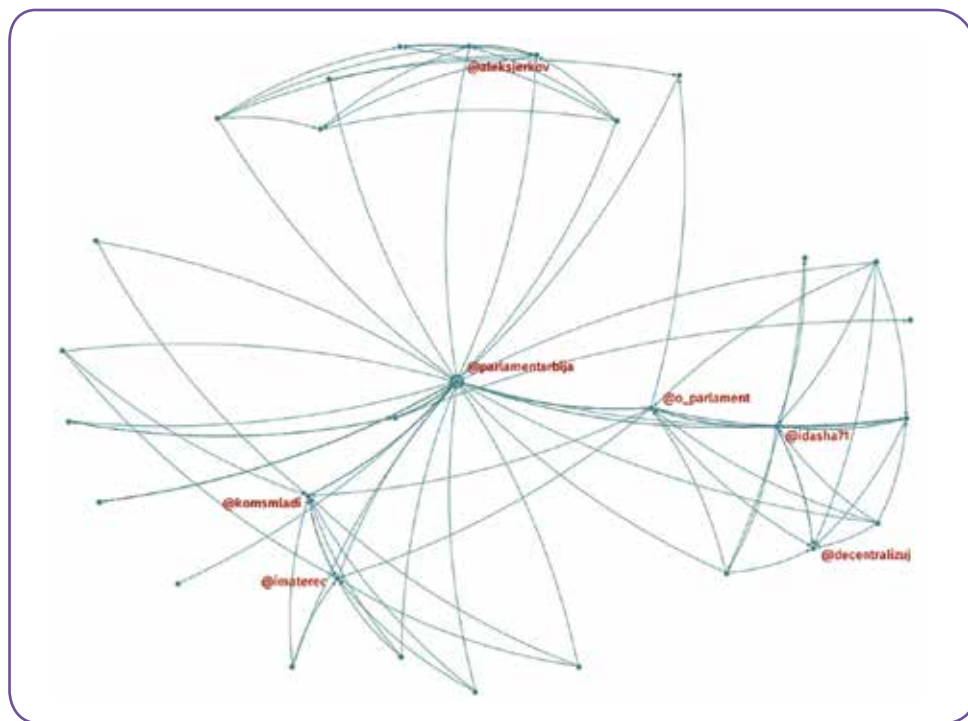 @aleksjerkov
@parlamentsrbija
@o_parlament
@idasha71
@komsmladi
@decentralizuj
@imaterec